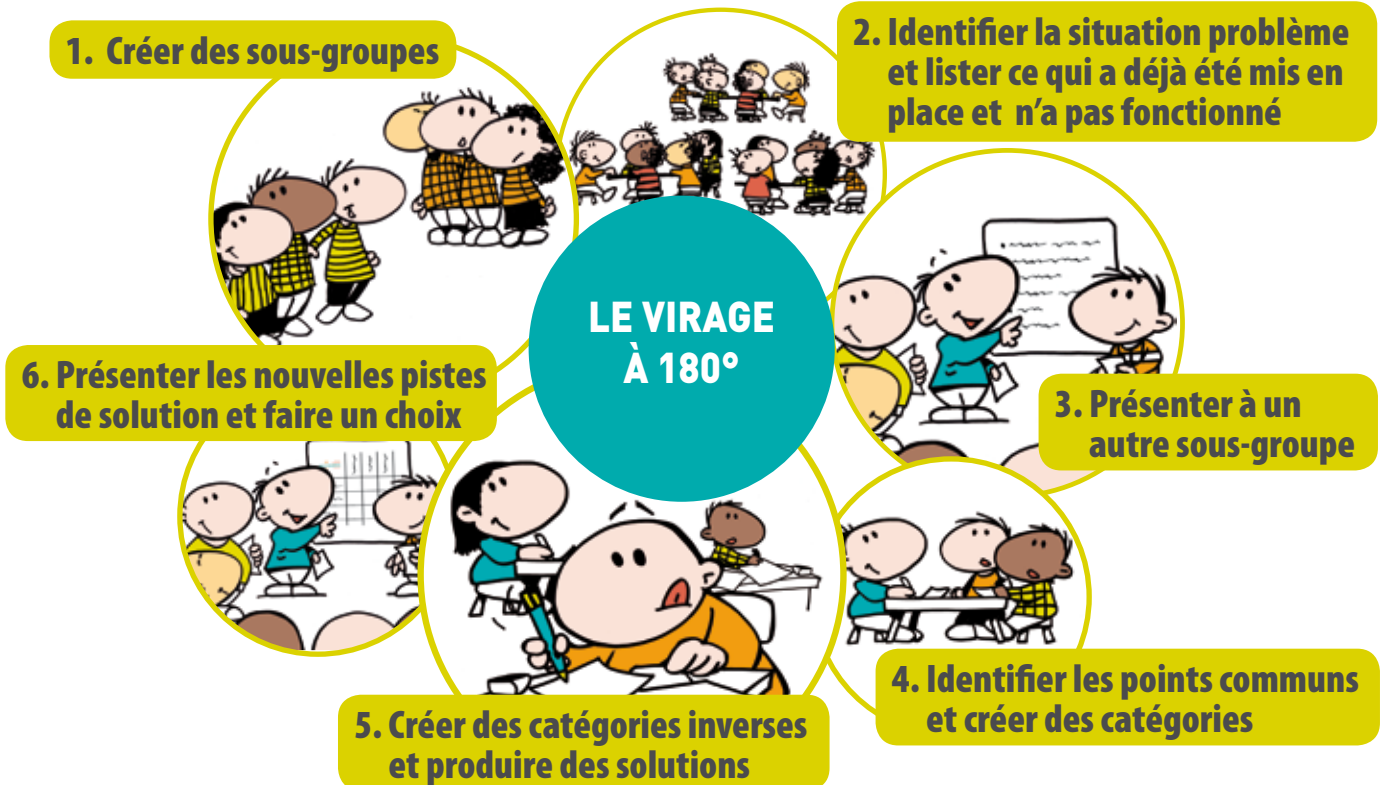 1. Créer des sous-groupes
2. Identifier la situation problème
et lister ce qui a déjà été mis en
place et n'a pas fonctionné
LE VIRAGE
À 180°
3. Présenter à un
autre sous-groupe
4. Identifier les points communs
et créer des catégories
5. Créer des catégories inverses
et produire des solutions
6. Présenter les nouvelles pistes
de solution et faire un choix